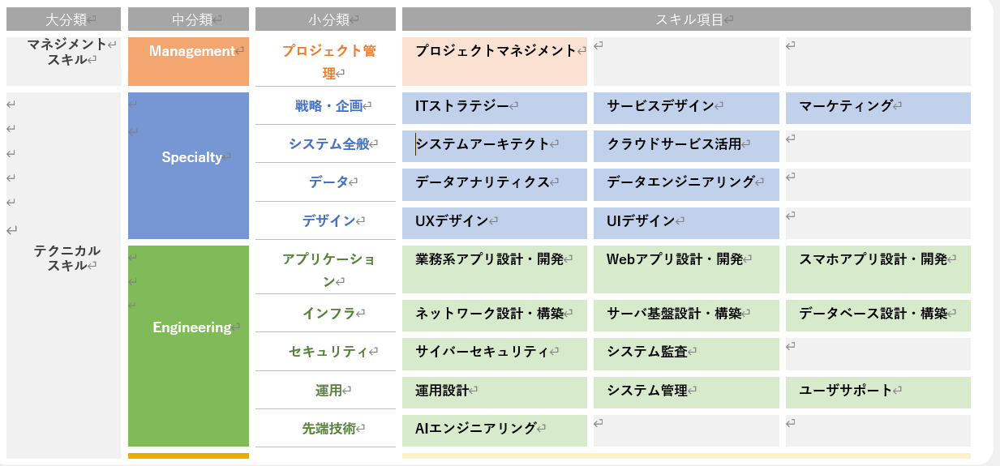 大分類 中分類 小分類 スキル項目
マネジメント
スキル
Management
プロジェクト管
理
プロジェクトマネジメント
戦略・企画 ITストラテジー サービスデザイン マーケティング
Specialty
システム全般 システムアーキテクト クラウドサービス活用
データ データアナリティクス データエンジニアリング
デザイン UXデザイン UIデザイン
テクニカル
スキル
Engineering
アプリケーショ
ン
業務系アプリ設計・開発 Webアプリ設計・開発 スマホアプリ設計・開発
インフラ ネットワーク設計・構築 サーバ基盤設計・構築 データベース設計・構築
セキュリティ サイバーセキュリティ システム監査
運用 運用設計 システム管理 ユーザサポート
先端技術 AIエンジニアリング